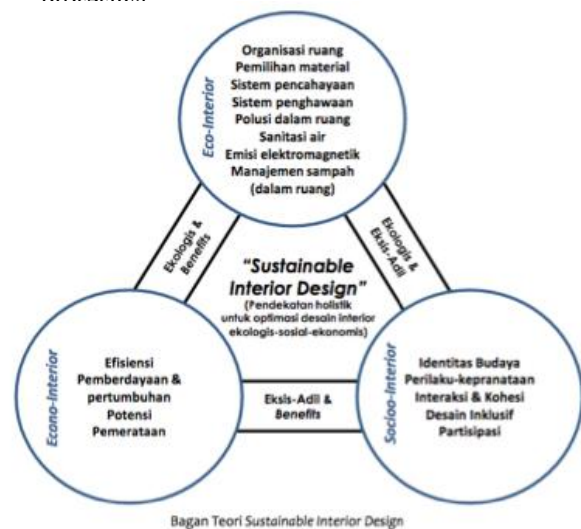 Eco-Interior
Organisasi ruang
Pemilihan material
Sistem pencahayaan
Sistem penghawaan
Polusi dalam ruang
Sanitasi air
Emisi elektromagnetik
Manajemen sampah
(dalam ruang)
Ekologis &
Benefits
Ekologis &
Eksis-Adil
"Sustainable
Interior Design"
(Pendekatan holistik
untuk optimasi desain interior
ekologis-sosial-ekonomis)
Econo-Interior
Efisiensi
Pemberdayaan &
pertumbuhan
Potensi
Pemerataan
Eksis-Adil &
Benefits
Socioo-Interior
Identitas Budaya
Perilaku-kepranataan
Interaksi & Kohesi
Desain Inklusif
Partisipasi
Bagan Teori Sustainable Interior Design